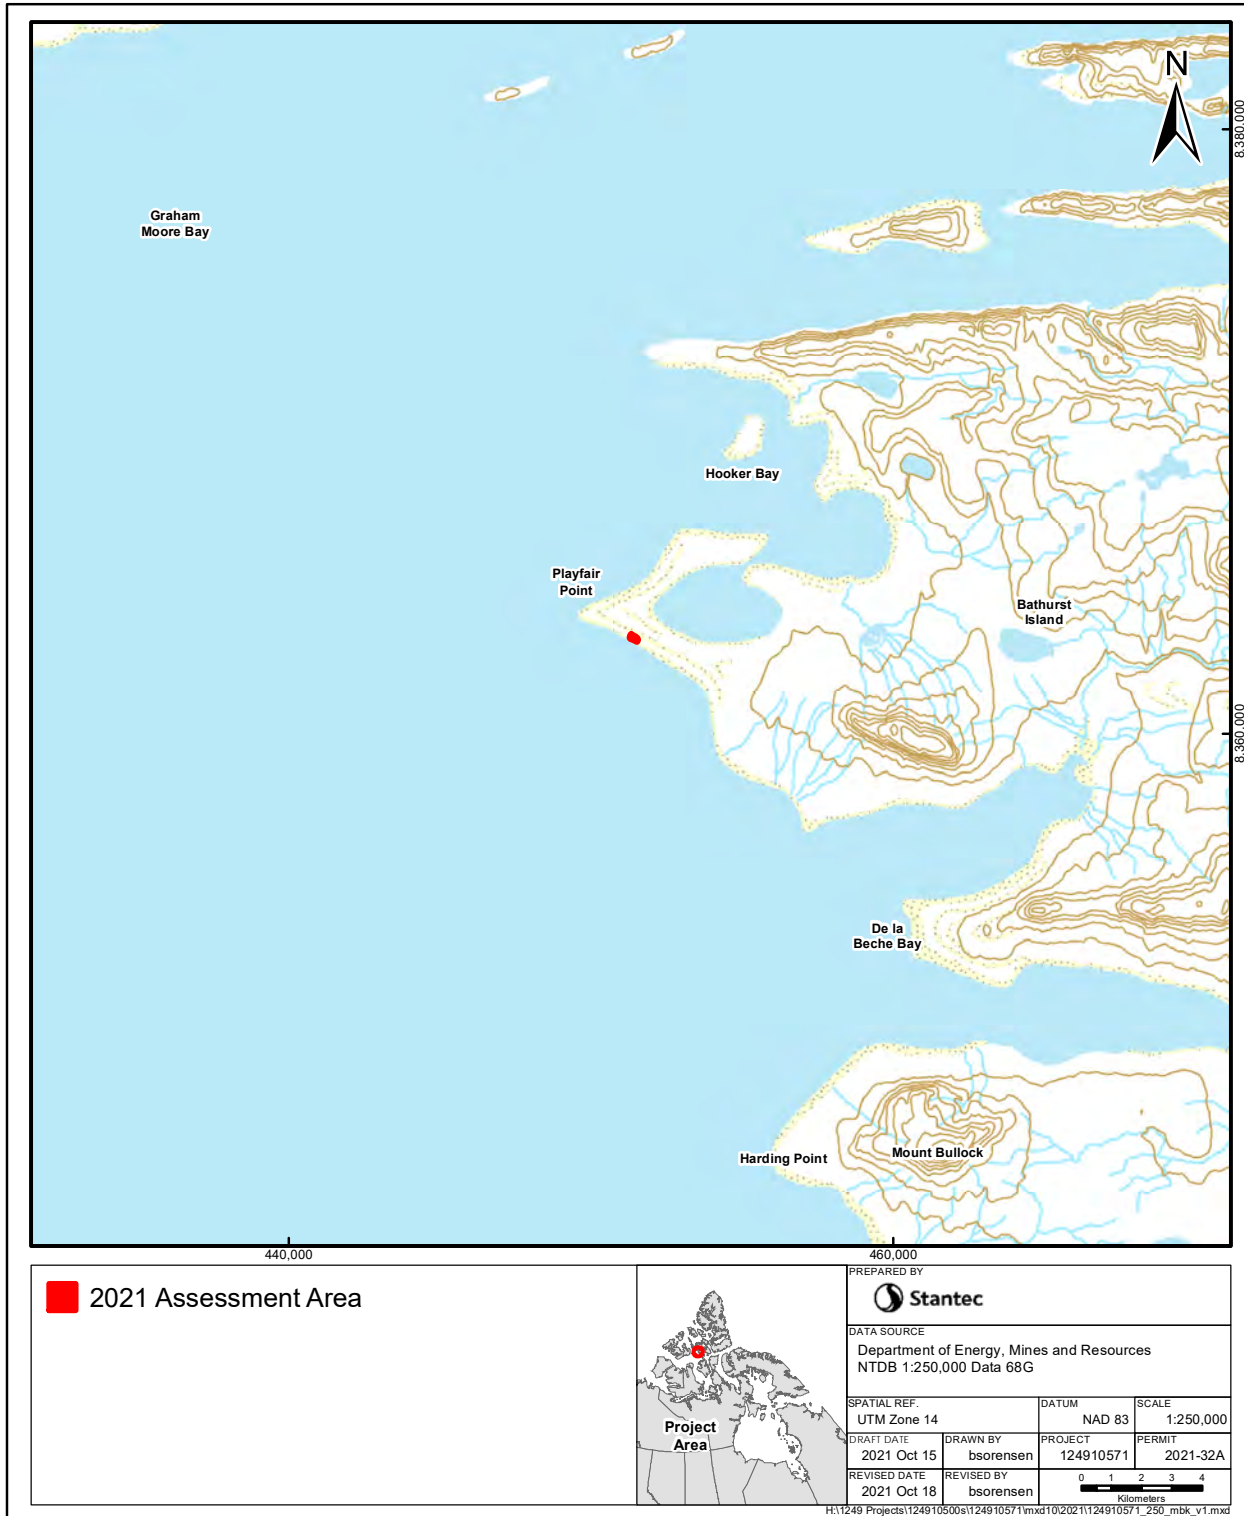 N
8,380,000
Graham
Moore Bay
Hooker Bay
Playfair
Point
Bathurst
Island
8,360,000
De la
Beche Bay
Harding Point
Mount Bullock
440,000
460,000
2021 Assessment Area
Project
Area
PREPARED BY
Stantec
DATA SOURCE
Department of Energy, Mines and Resources
NTDB 1:250,000 Data 68G
SPATIAL REF.
UTM Zone 14
DATUM
NAD 83
SCALE
1:250,000
DRAFT DATE
2021 Oct 15
DRAWN BY
bsorensen
PROJECT
124910571
PERMIT
2021-32A
REVISED DATE
2021 Oct 18
REVISED BY
bsorensen
0 1 2 3 4
Kilometers
H:\1249 Projects\124910500s\124910571\mxd10\2021\124910571_250_mbk_v1.mxd